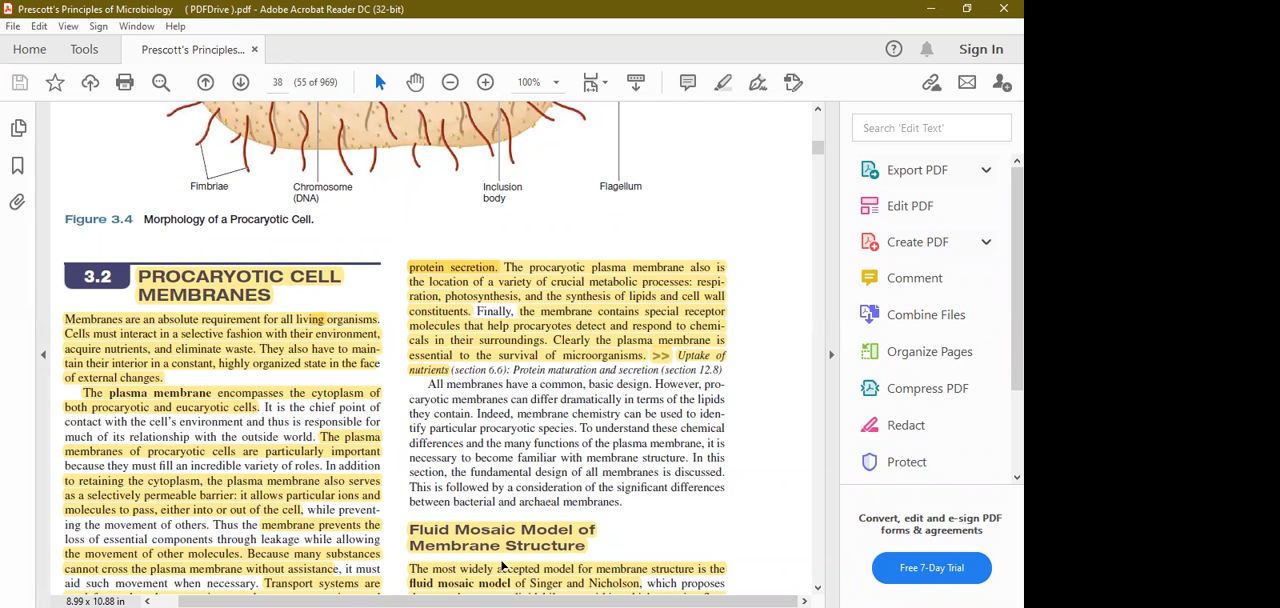 Prescott's Principles of Microbiology ( PDFDrive ).pdf - Adobe Acrobat Reader DC (32-bit)
File Edit View Sign Window Help
Home Tools Prescott's Principles... ×
Sign In
38 (55 of 969) 100%
Fimbriae
Chromosome
(DNA)
Inclusion
body
Flagellum
Figure 3.4 Morphology of a Procaryotic Cell.
3.2 PROCARYOTIC CELL
MEMBRANES
Membranes are an absolute requirement for all living organisms.
Cells must interact in a selective fashion with their environment,
acquire nutrients, and eliminate waste. They also have to main-
tain their interior in a constant, highly organized state in the face
of external changes.
The plasma membrane encompasses the cytoplasm of
both procaryotic and eucaryotic cells. It is the chief point of
contact with the cell's environment and thus is responsible for
much of its relationship with the outside world. The plasma
membranes of procaryotic cells are particularly important
because they must fill an incredible variety of roles. In addition
to retaining the cytoplasm, the plasma membrane also serves
as a selectively permeable barrier: it allows particular ions and
molecules to pass, either into or out of the cell, while prevent-
ing the movement of others. Thus the membrane prevents the
loss of essential components through leakage while allowing
the movement of other molecules. Because many substances
cannot cross the plasma membrane without assistance, it must
aid such movement when necessary. Transport systems are
protein secretion. The procaryotic plasma membrane also is
the location of a variety of crucial metabolic processes: respi-
ration, photosynthesis, and the synthesis of lipids and cell wall
constituents. Finally, the membrane contains special receptor
molecules that help procaryotes detect and respond to chemi-
cals in their surroundings. Clearly the plasma membrane is
essential to the survival of microorganisms. >> Uptake of
nutrients (section 6.6): Protein maturation and secretion (section 12.8)
All membranes have a common, basic design. However, pro-
caryotic membranes can differ dramatically in terms of the lipids
they contain. Indeed, membrane chemistry can be used to iden-
tify particular procaryotic species. To understand these chemical
differences and the many functions of the plasma membrane, it is
necessary to become familiar with membrane structure. In this
section, the fundamental design of all membranes is discussed.
This is followed by a consideration of the significant differences
between bacterial and archaeal membranes.
Fluid Mosaic Model of
Membrane Structure
The most widely accepted model for membrane structure is the
fluid mosaic model of Singer and Nicholson, which proposes
8.99 x 10.88 in
Search 'Edit Text'
Export PDF
Edit PDF
Create PDF
Comment
Combine Files
Organize Pages
Compress PDF
Redact
Protect
Convert, edit and e-sign PDF
forms & agreements
Free 7-Day Trial